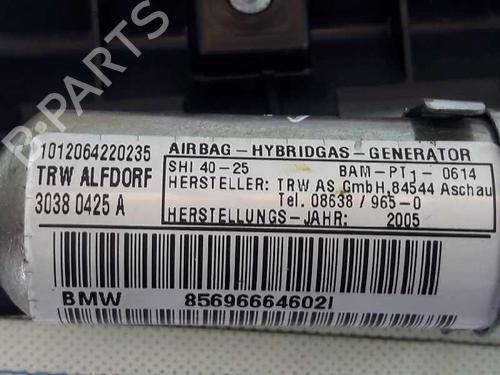 1012064220235
TRW ALFDORF
3038 0425 A
AIRBAG-HYBRIDGAS-GENERATOR
SHI 40-25 BAM-PT1-0614
HERSTELLER: TRW AS. GmbH, 84544 Aschau
Tel. 08638/965-0
HERSTELLUNGS-JAHR: 2005
BMW 85696664602I
B-PARTS